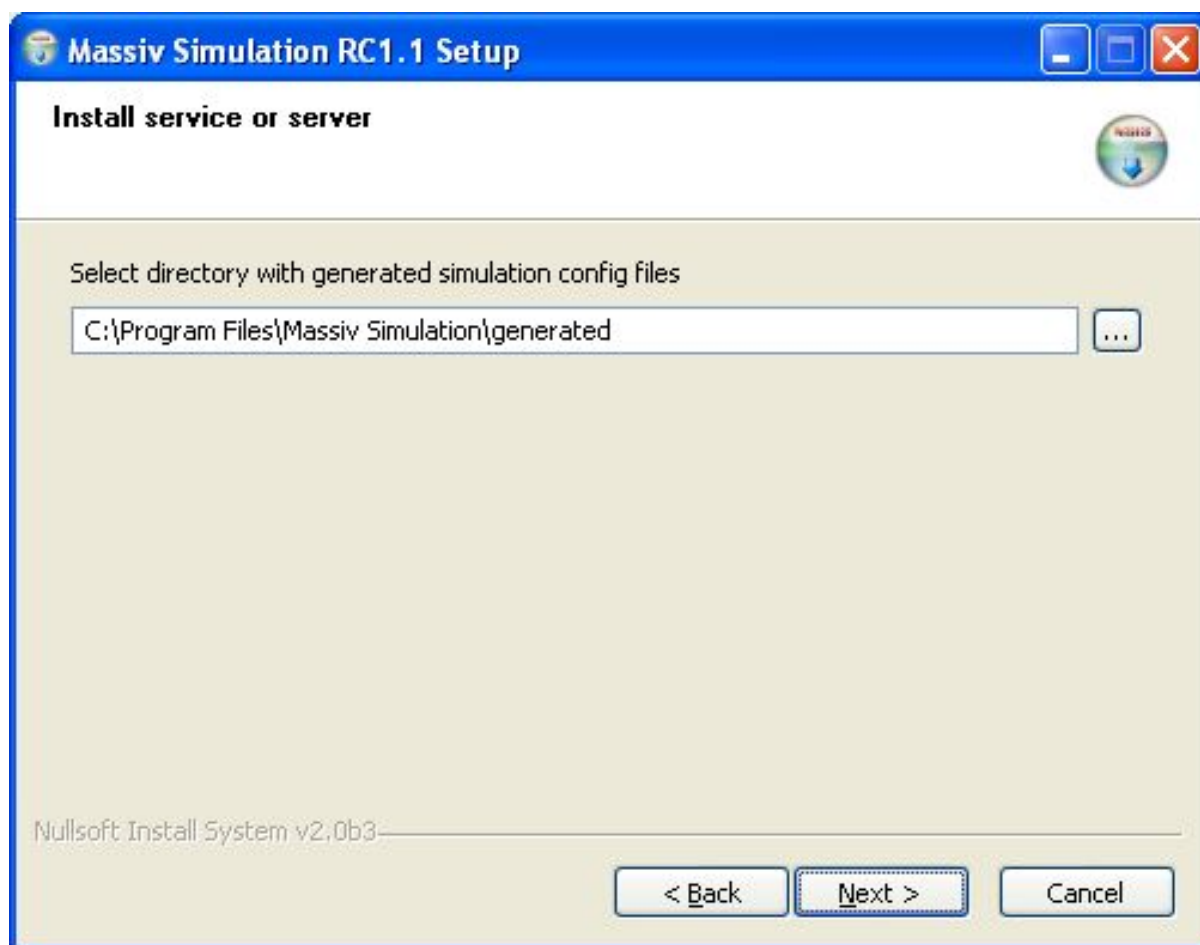 Massiv Simulation RC1.1 Setup
Install service or server
Select directory with generated simulation config files
C:\Program Files\Massiv Simulation\generated
...
Nullsoft Install System v2.0b3
< Back
Next >
Cancel